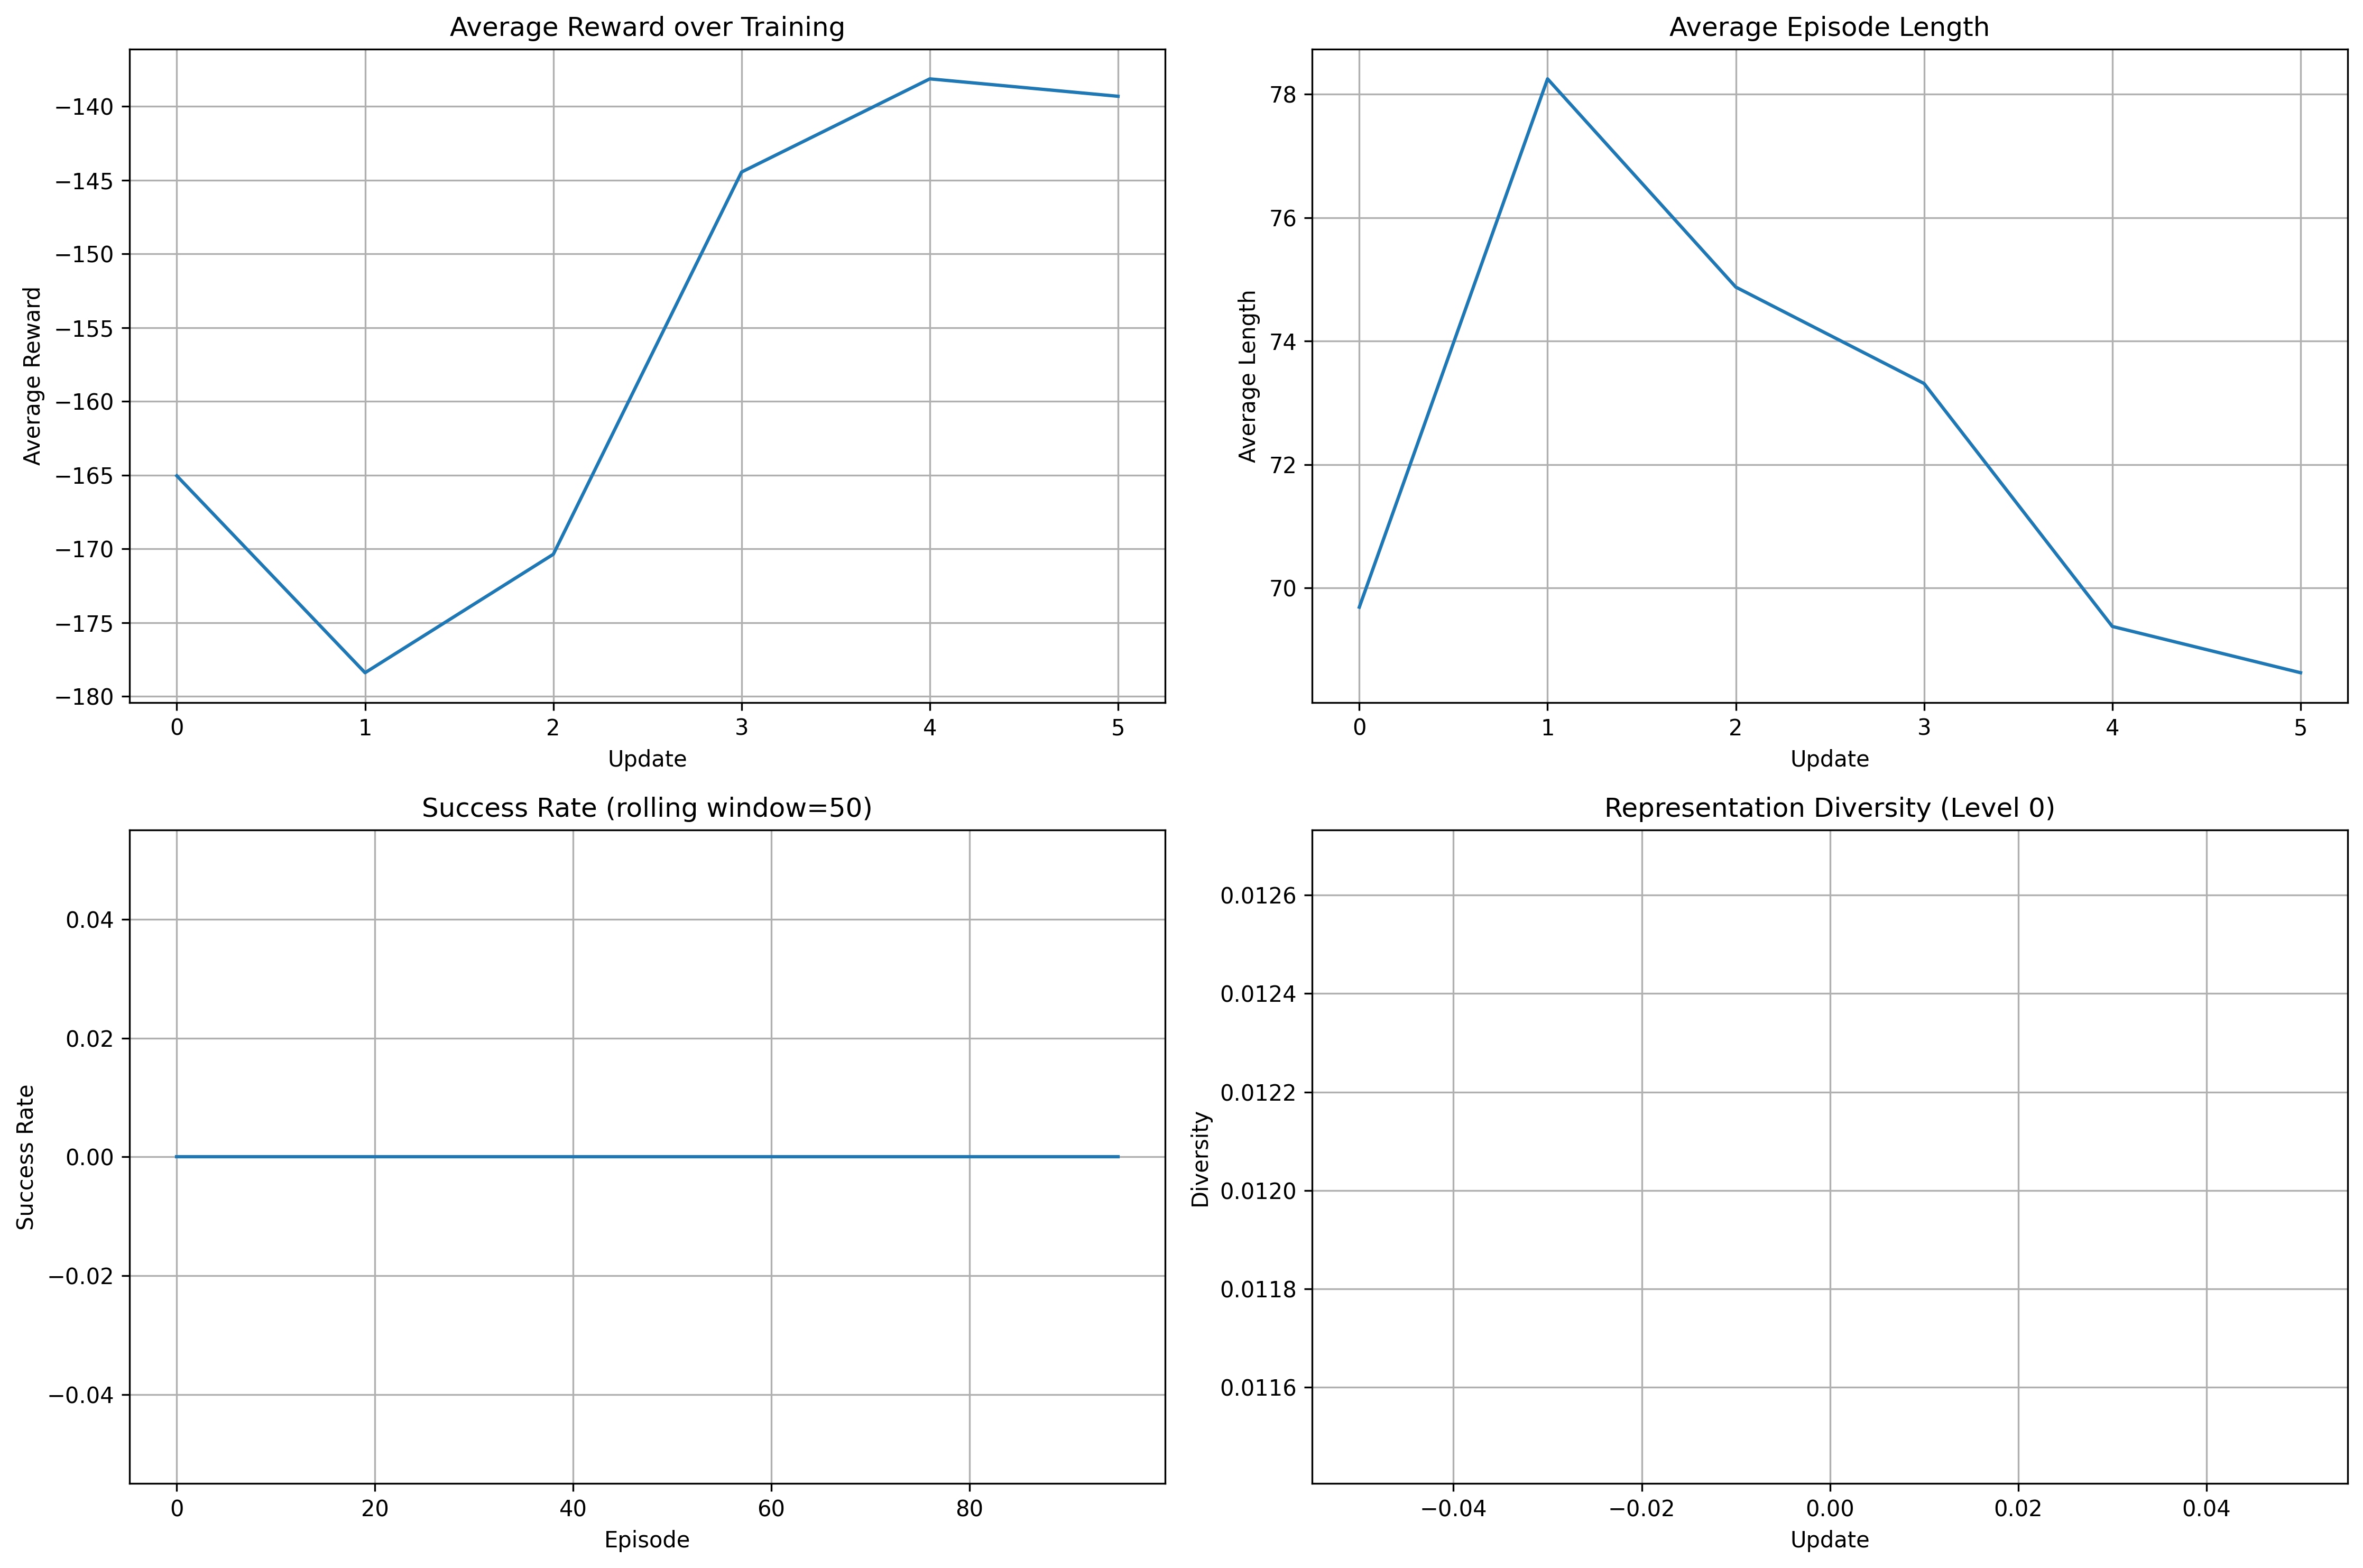 Average Reward over Training
Average Reward
−140
−145
−150
−155
−160
−165
−170
−175
−180
0 1 2 3 4 5
Update
Average Episode Length
Average Length
78
76
74
72
70
0 1 2 3 4 5
Update
Success Rate (rolling window=50)
Success Rate
0.04
0.02
0.00
−0.02
−0.04
0 20 40 60 80
Episode
Representation Diversity (Level 0)
Diversity
0.0126
0.0124
0.0122
0.0120
0.0118
0.0116
−0.04 −0.02 0.00 0.02 0.04
Update